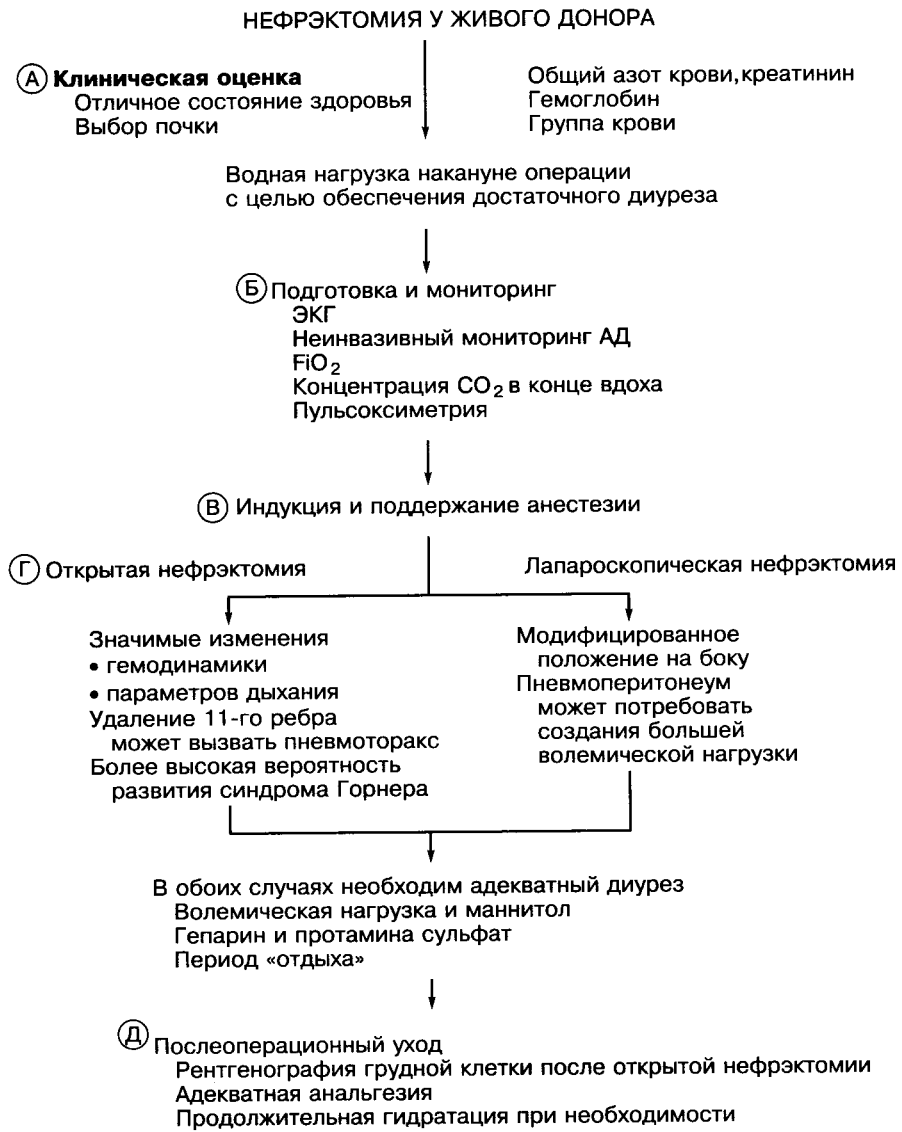 НЕФРЭКТОМИЯ У ЖИВОГО ДОНОРА
А Клиническая оценка
Отличное состояние здоровья
Выбор почки
Общий азот крови, креатинин
Гемоглобин
Группа крови
Водная нагрузка накануне операции
с целью обеспечения достаточного диуреза
Б Подготовка и мониторинг
ЭКГ
Неинвазивный мониторинг АД
FiO2
Концентрация CO2 в конце вдоха
Пульсоксиметрия
В Индукция и поддержание анестезии
Г Открытая нефрэктомия
Лапароскопическая нефрэктомия
Значимые изменения
• гемодинамики
• параметров дыхания
Удаление 11-го ребра
может вызвать пневмоторакс
Более высокая вероятность
развития синдрома Горнера
Модифицированное
положение на боку
Пневмоперитонеум
может потребовать
создания большей
волемической нагрузки
В обоих случаях необходим адекватный диурез
Волемическая нагрузка и маннитол
Гепарин и протамина сульфат
Период «отдыха»
Д Послеоперационный уход
Рентгенография грудной клетки после открытой нефрэктомии
Адекватная анальгезия
Продолжительная гидратация при необходимости